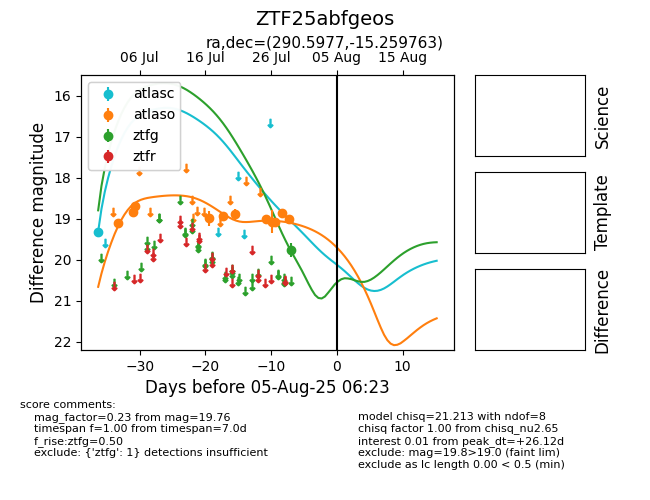 ZTF25abfgeos
ra,dec=(290.5977,-15.259763)
06 Jul 16 Jul 26 Jul 05 Aug 15 Aug
atlasc
atlaso
ztfg
ztfr
16
17
18
19
20
21
22
Difference magnitude
−30 −20 −10 0 10
Days before 05-Aug-25 06:23
Science
Template
Difference
score comments:
mag_factor=0.23 from mag=19.76
timespan f=1.00 from timespan=7.0d
f_rise:ztfg=0.50
exclude: {'ztfg': 1} detections insufficient
model chisq=21.213 with ndof=8
chisq factor 1.00 from chisq_nu2.65
interest 0.01 from peak_dt=+26.12d
exclude: mag=19.8>19.0 (faint lim)
exclude as lc length 0.00 < 0.5 (min)